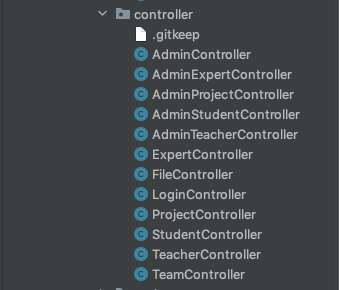 controller
.gitkeep
AdminController
AdminExpertController
AdminProjectController
AdminStudentController
AdminTeacherController
ExpertController
FileController
LoginController
ProjectController
StudentController
TeacherController
TeamController